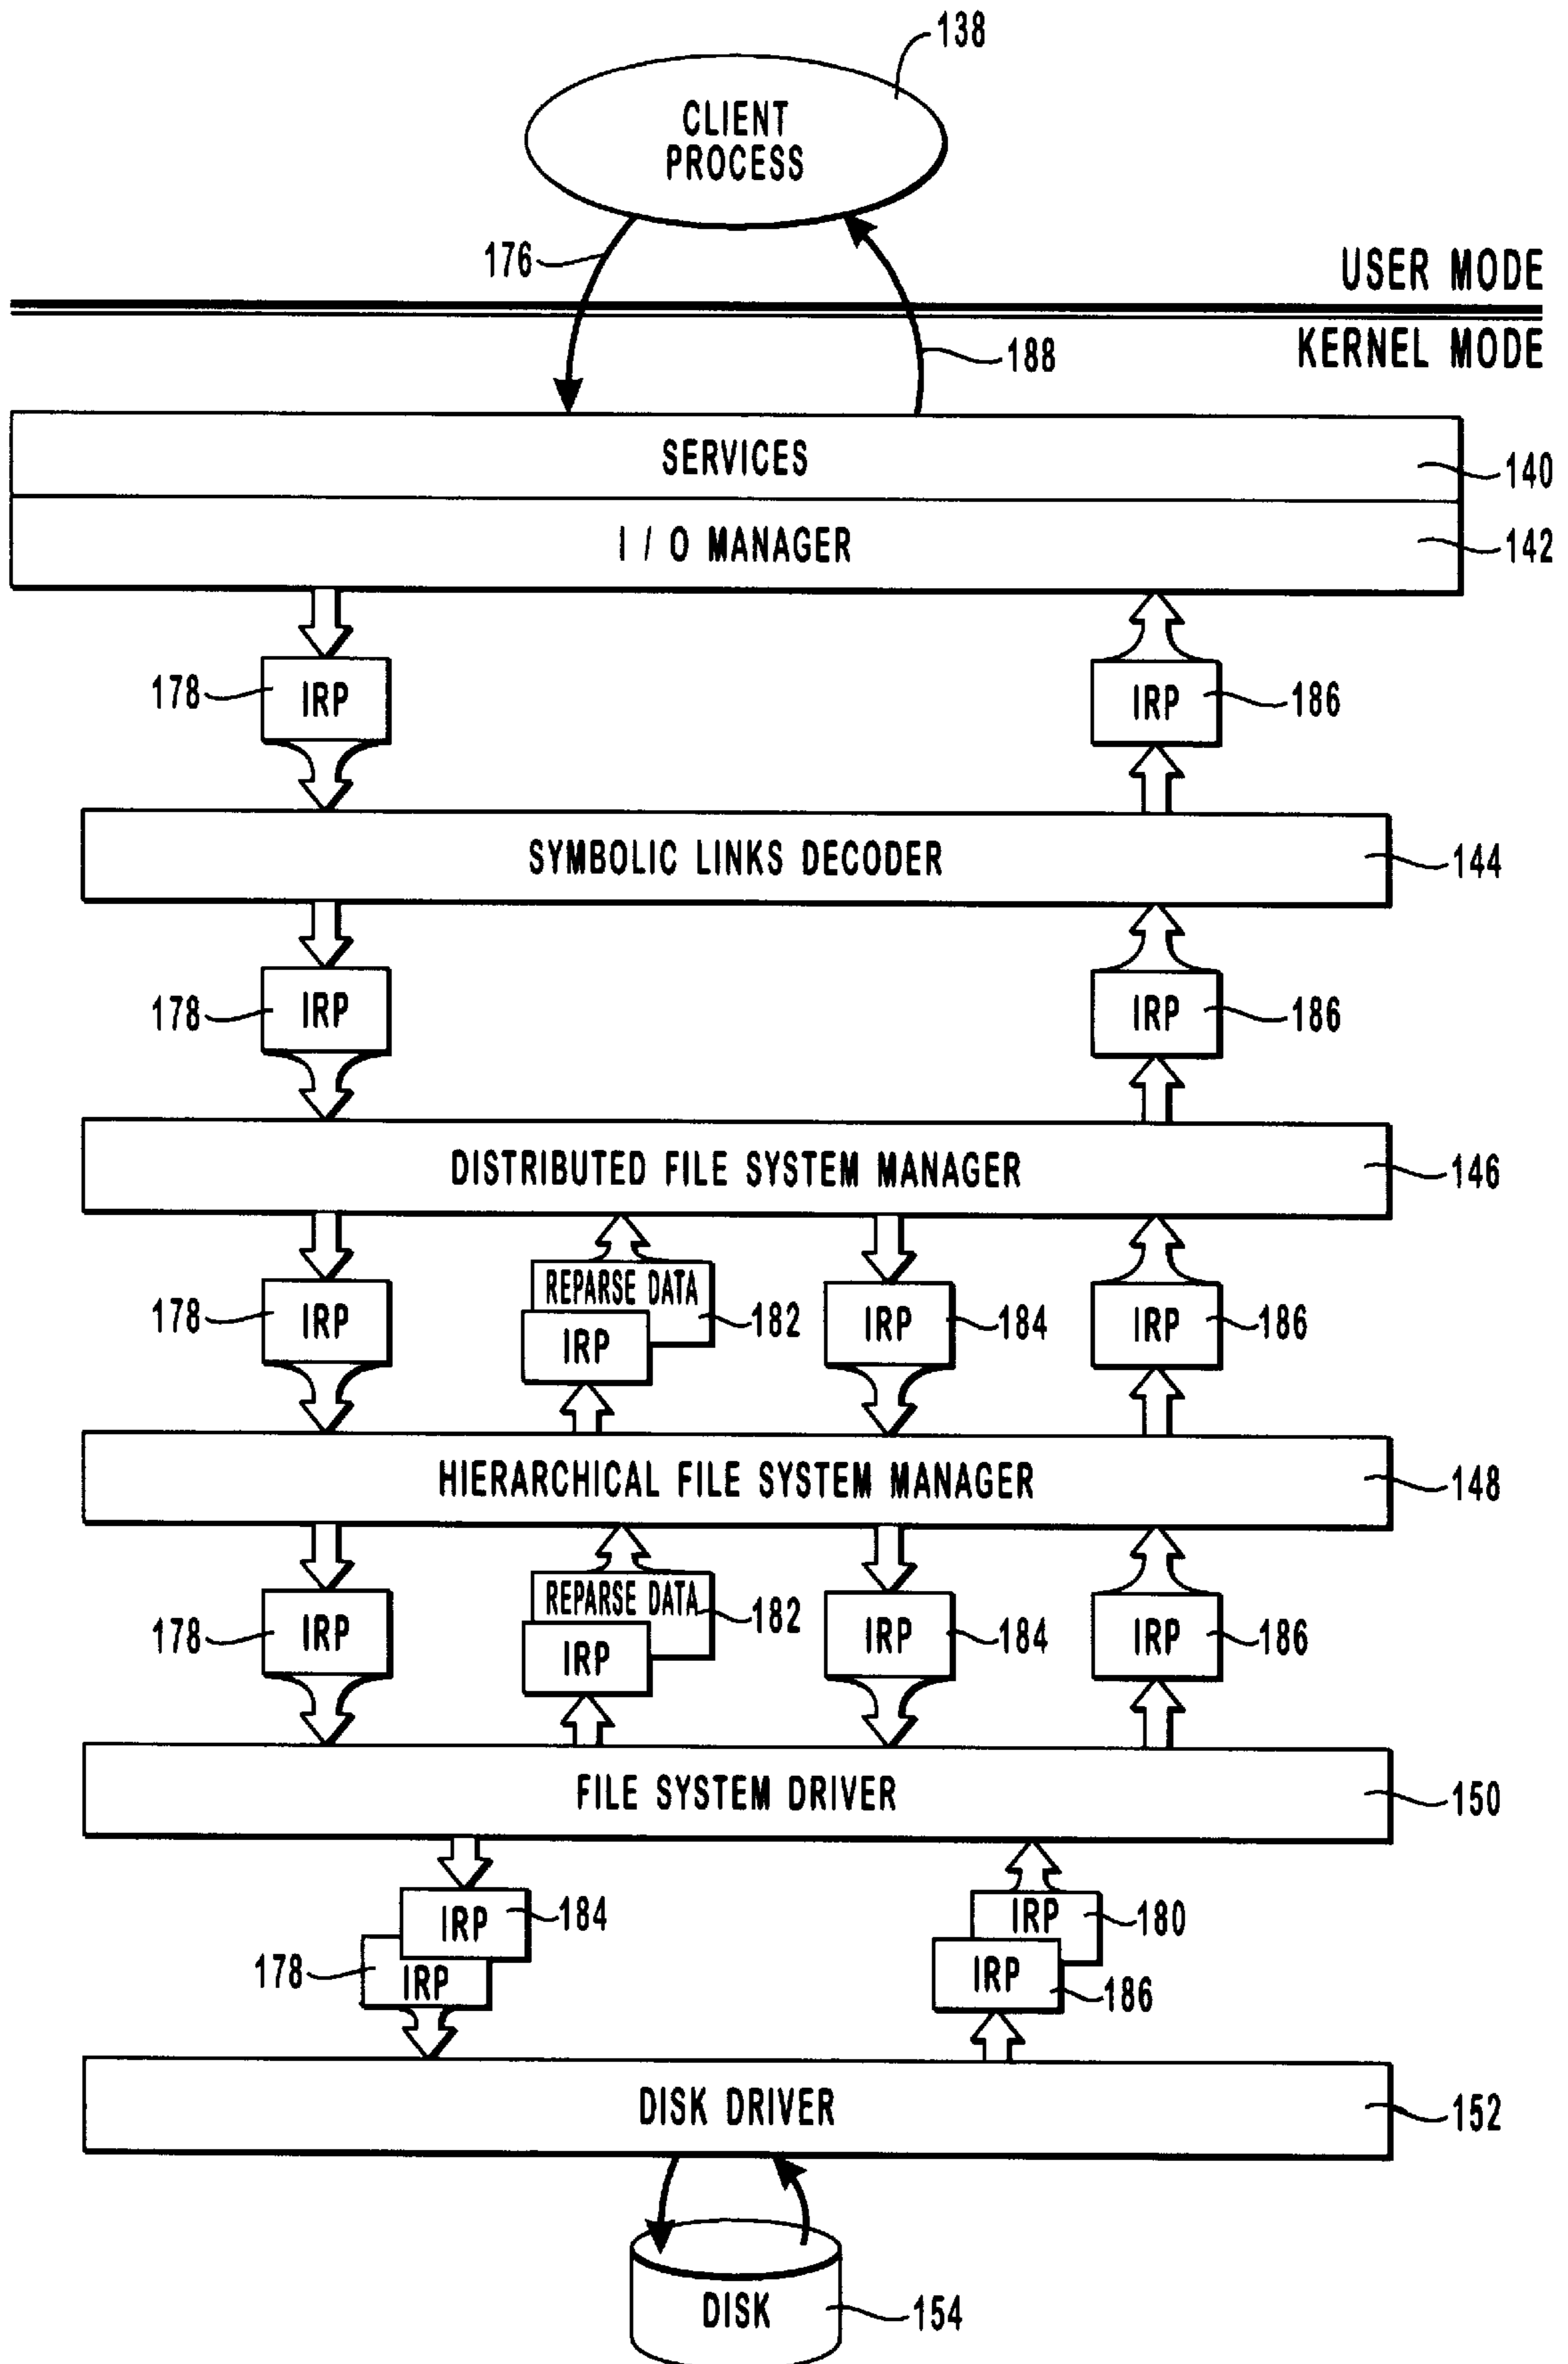 138
CLIENT
PROCESS
176
USER MODE
188
KERNEL MODE
SERVICES
140
I / O MANAGER
142
178
IRP
IRP
186
SYMBOLIC LINKS DECODER
144
178
IRP
IRP
186
DISTRIBUTED FILE SYSTEM MANAGER
146
178
IRP
REPARSE DATA
IRP
182
IRP
184
IRP
186
HIERARCHICAL FILE SYSTEM MANAGER
148
178
IRP
REPARSE DATA
IRP
182
IRP
184
IRP
186
FILE SYSTEM DRIVER
150
IRP
184
178
IRP
IRP
180
IRP
186
DISK DRIVER
152
DISK
154